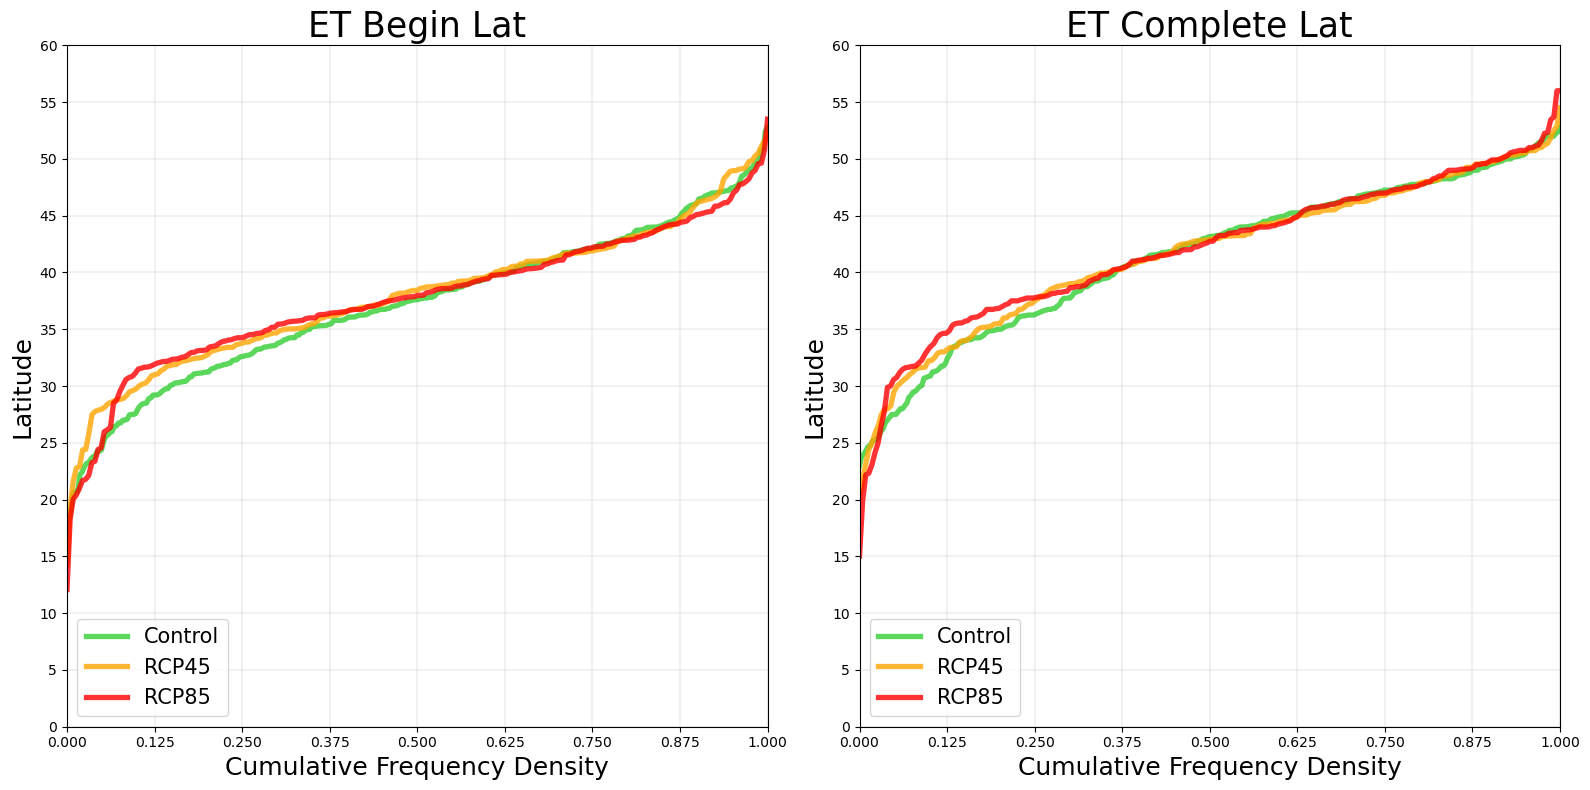 ET Begin Lat
60
55
50
45
40
35
30
25
20
15
10
5
0
Latitude
Control
RCP45
RCP85
0.000 0.125 0.250 0.375 0.500 0.625 0.750 0.875 1.000
Cumulative Frequency Density
ET Complete Lat
60
55
50
45
40
35
30
25
20
15
10
5
0
Latitude
Control
RCP45
RCP85
0.000 0.125 0.250 0.375 0.500 0.625 0.750 0.875 1.000
Cumulative Frequency Density